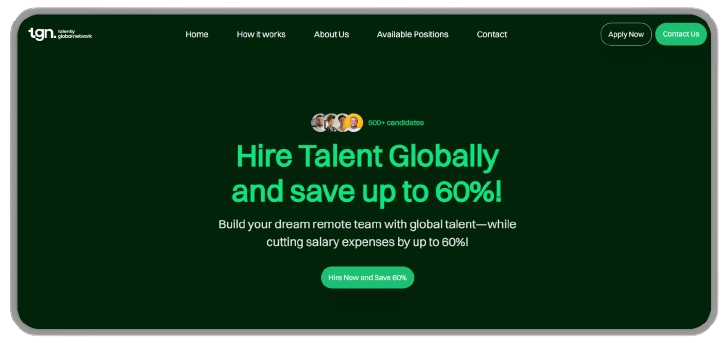 tgn. talently
global network
Home How it works About Us Available Positions Contact Apply Now Contact Us
500+ candidates
Hire Talent Globally
and save up to 60%!
Build your dream remote team with global talent—while
cutting salary expenses by up to 60%!
Hire Now and Save 60%